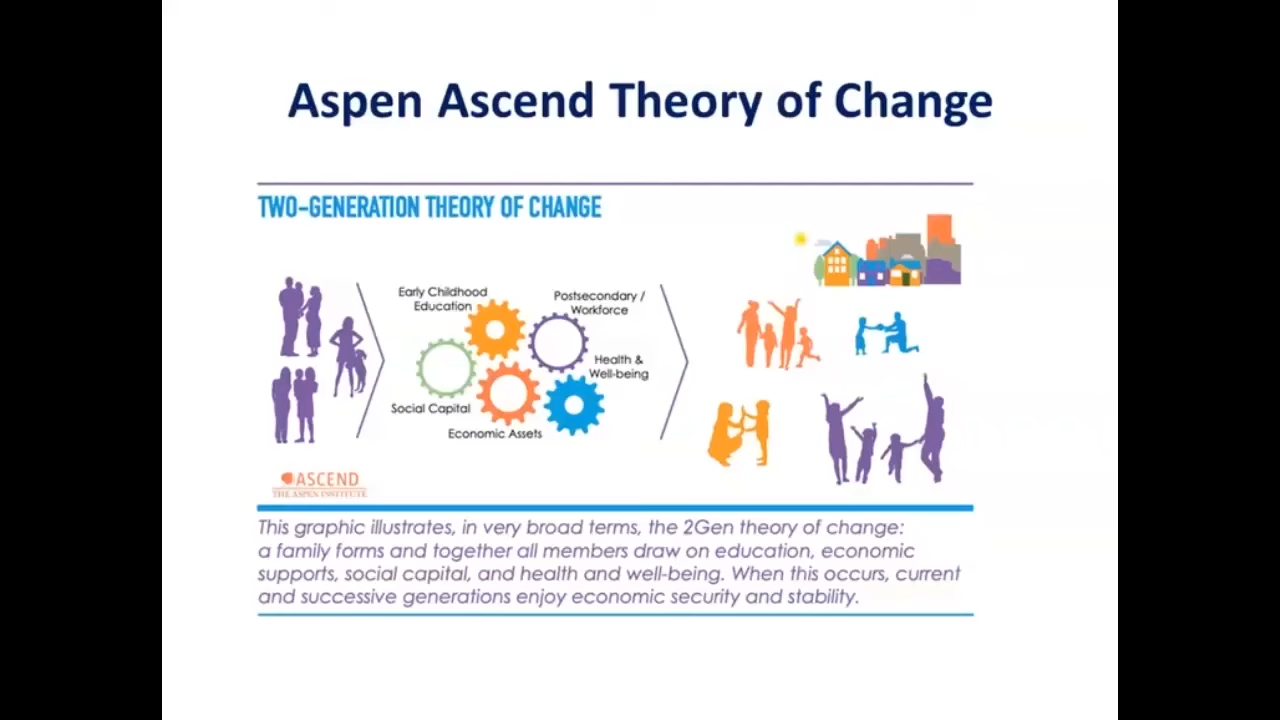 Aspen Ascend Theory of Change
TWO-GENERATION THEORY OF CHANGE
Early Childhood
Education
Postsecondary /
Workforce
Health &
Well-being
Social Capital
Economic Assets
ASCEND
THE ASPEN INSTITUTE
This graphic illustrates, in very broad terms, the 2Gen theory of change:
a family forms and together all members draw on education, economic
supports, social capital, and health and well-being. When this occurs, current
and successive generations enjoy economic security and stability.